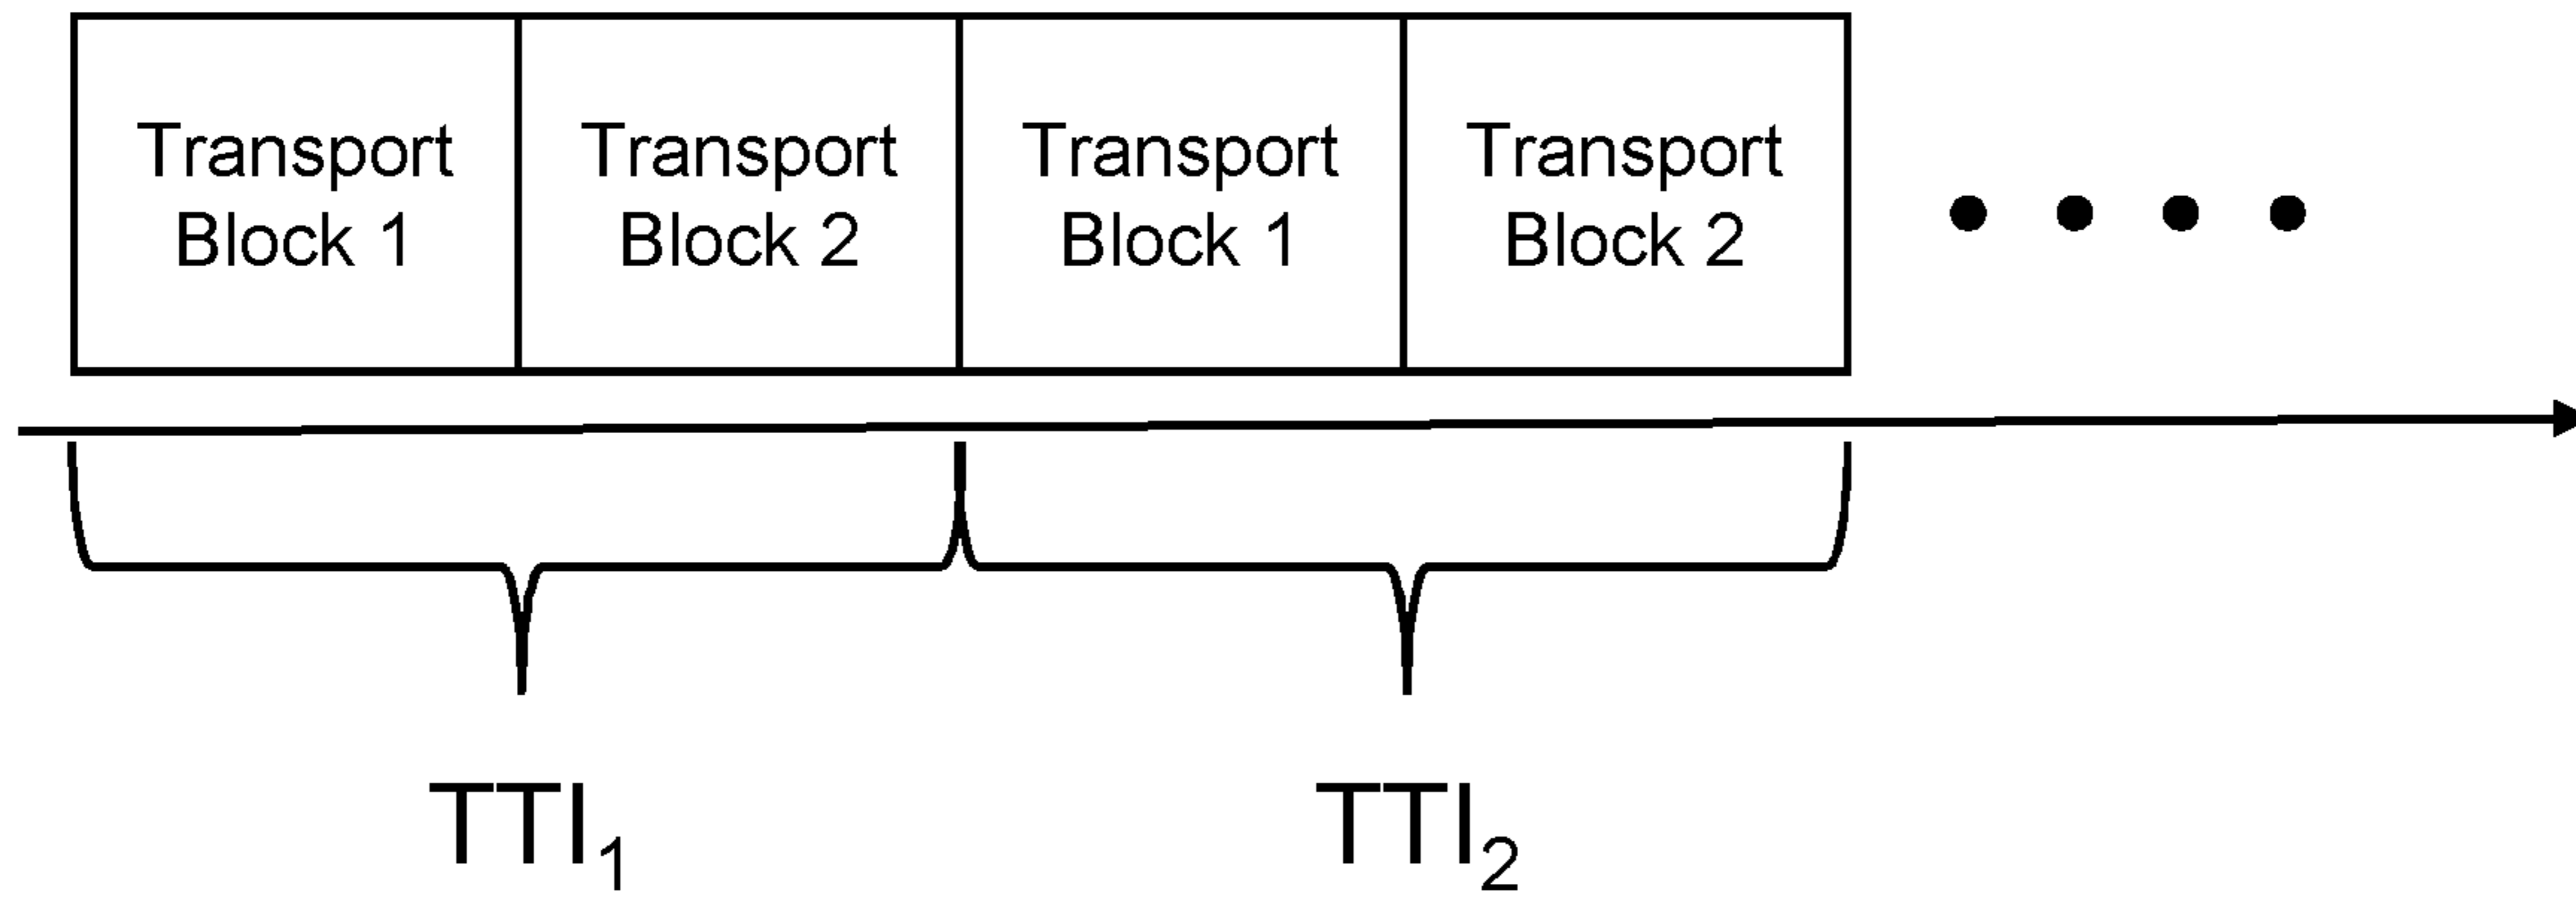 Transport
Block 1
Transport
Block 2
Transport
Block 1
Transport
Block 2
TTI₁
TTI₂